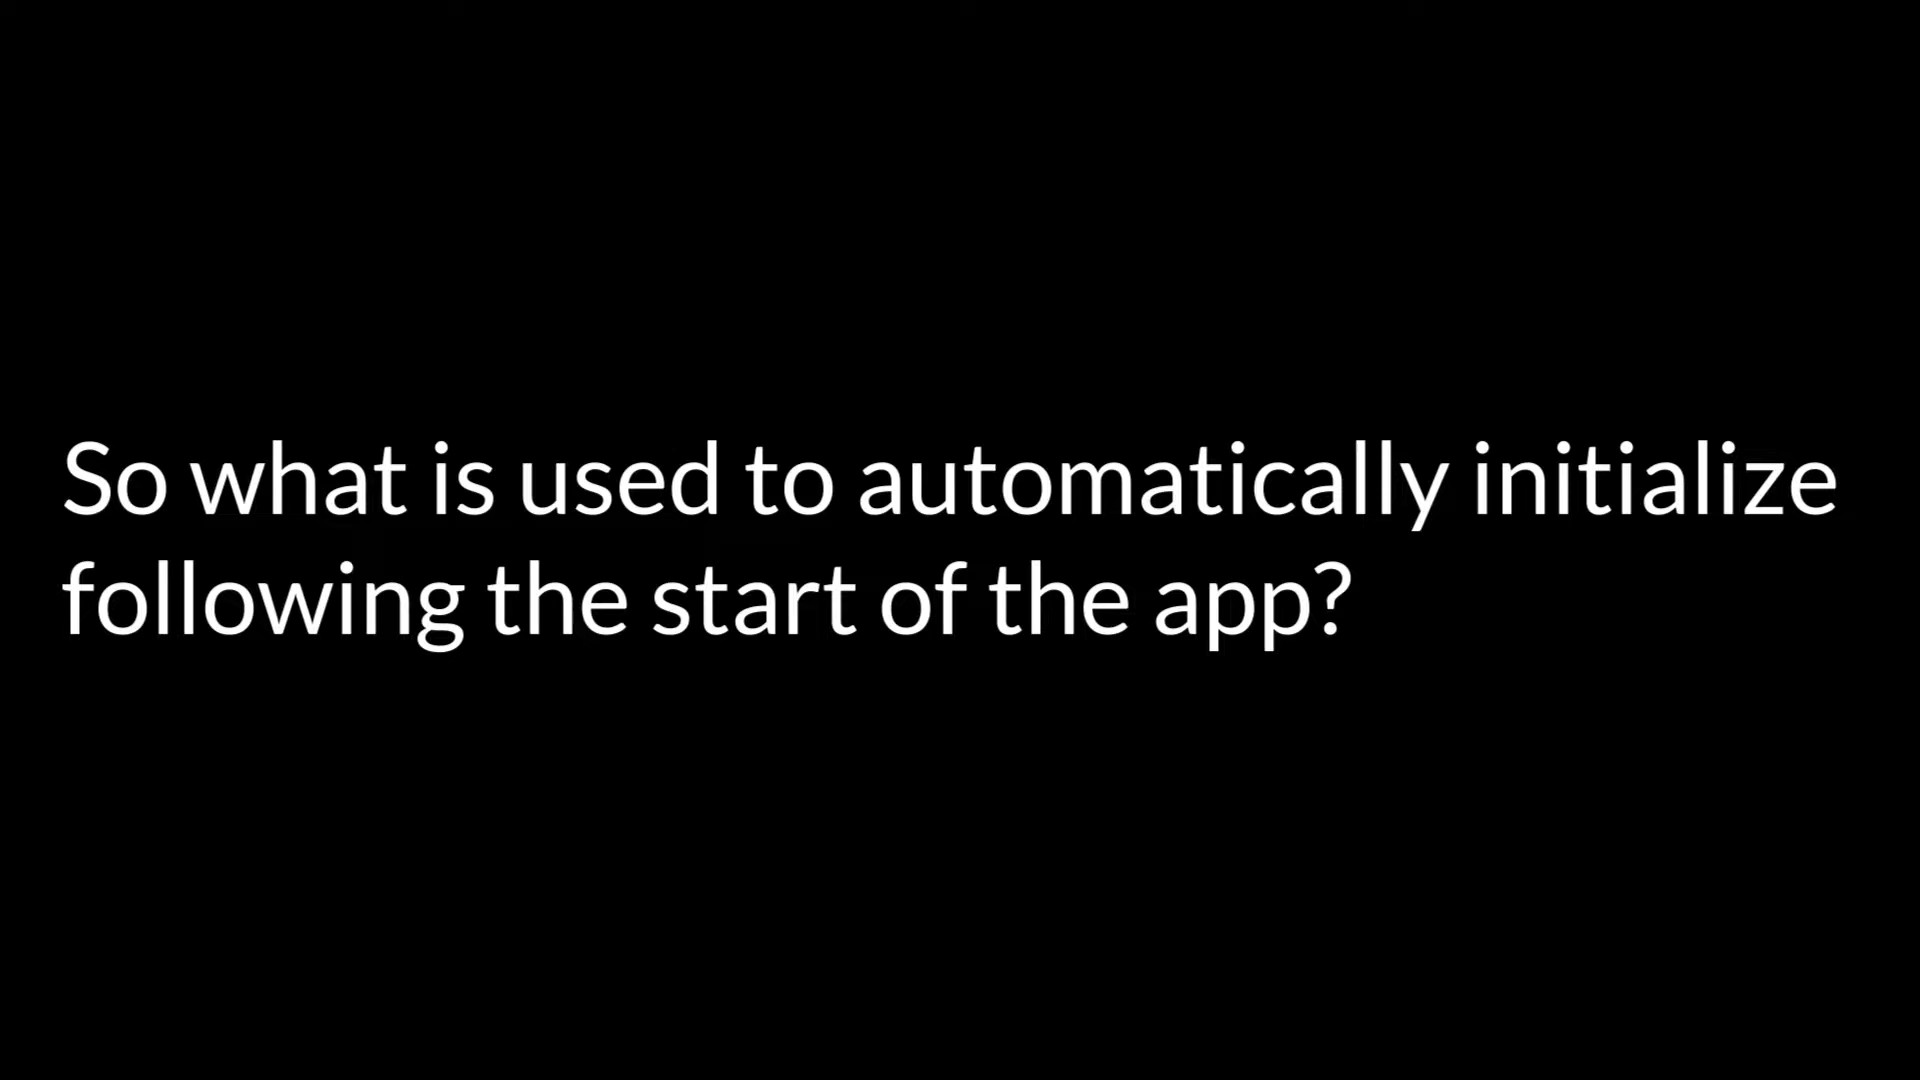 So what is used to automatically initialize
following the start of the app?